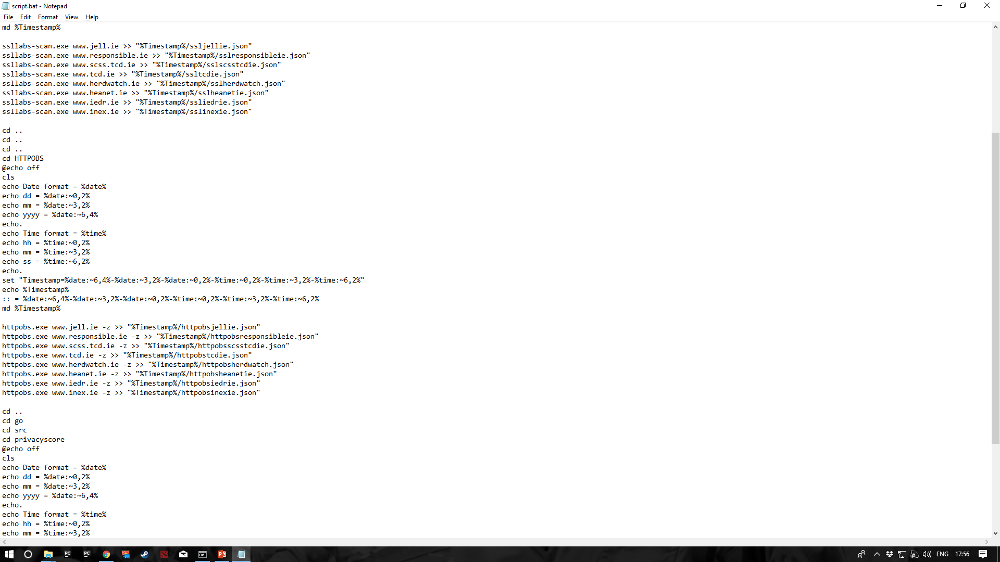 script.bat - Notepad
File Edit Format View Help
md %Timestamp%
ssllabs-scan.exe www.jell.ie >> "%Timestamp%/ssljellie.json"
ssllabs-scan.exe www.responsible.ie >> "%Timestamp%/sslresponsibleie.json"
ssllabs-scan.exe www.scss.tcd.ie >> "%Timestamp%/sslscsstcdie.json"
ssllabs-scan.exe www.tcd.ie >> "%Timestamp%/ssltcdie.json"
ssllabs-scan.exe www.herdwatch.ie >> "%Timestamp%/sslherdwatch.json"
ssllabs-scan.exe www.heanet.ie >> "%Timestamp%/sslheanetie.json"
ssllabs-scan.exe www.iedr.ie >> "%Timestamp%/ssliedrie.json"
ssllabs-scan.exe www.inex.ie >> "%Timestamp%/sslinexie.json"
cd ..
cd ..
cd ..
cd HTTPOBS
@echo off
cls
echo Date format = %date%
echo dd = %date:~0,2%
echo mm = %date:~3,2%
echo yyyy = %date:~6,4%
echo.
echo Time format = %time%
echo hh = %time:~0,2%
echo mm = %time:~3,2%
echo ss = %time:~6,2%
echo.
set "Timestamp=%date:~6,4%-%date:~3,2%-%date:~0,2%-%time:~0,2%-%time:~3,2%-%time:~6,2%"
echo %Timestamp%
:: = %date:~6,4%-%date:~3,2%-%date:~0,2%-%time:~0,2%-%time:~3,2%-%time:~6,2%
md %Timestamp%
httpobs.exe www.jell.ie -z >> "%Timestamp%/httpobsjellie.json"
httpobs.exe www.responsible.ie -z >> "%Timestamp%/httpobsresponsibleie.json"
httpobs.exe www.scss.tcd.ie -z >> "%Timestamp%/httpobsscsstcdie.json"
httpobs.exe www.tcd.ie -z >> "%Timestamp%/httpobstcdie.json"
httpobs.exe www.herdwatch.ie -z >> "%Timestamp%/httpobsherdwatch.json"
httpobs.exe www.heanet.ie -z >> "%Timestamp%/httpobsheanetie.json"
httpobs.exe www.iedr.ie -z >> "%Timestamp%/httpobsiedrie.json"
httpobs.exe www.inex.ie -z >> "%Timestamp%/httpobsinexie.json"
cd ..
cd go
cd src
cd privacyscore
@echo off
cls
echo Date format = %date%
echo dd = %date:~0,2%
echo mm = %date:~3,2%
echo yyyy = %date:~6,4%
echo.
echo Time format = %time%
echo hh = %time:~0,2%
echo mm = %time:~3,2%
PC PC C:\ P3 ENG 17:56